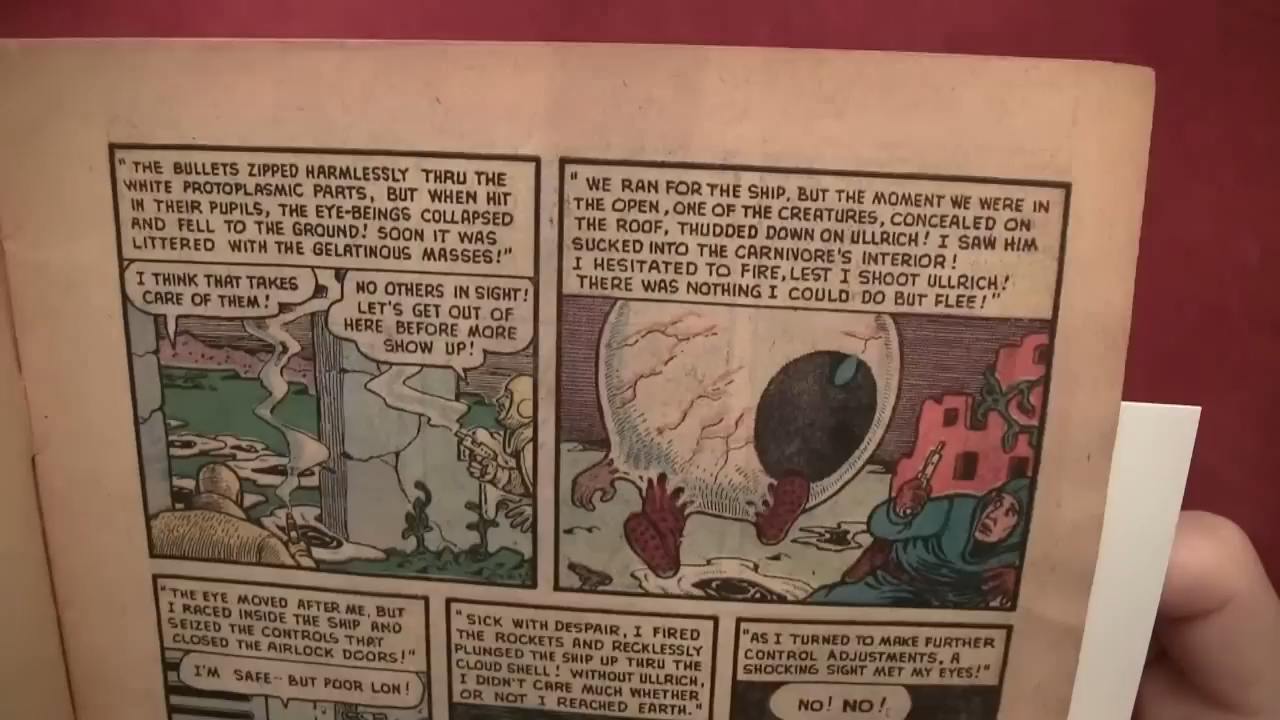 "THE BULLETS ZIPPED HARMLESSLY THRU THE
WHITE PROTOPLASMIC PARTS, BUT WHEN HIT
IN THEIR PUPILS, THE EYE-BEINGS COLLAPSED
AND FELL TO THE GROUND! SOON IT WAS
LITTERED WITH THE GELATINOUS MASSES!"
I THINK THAT TAKES
CARE OF THEM!
NO OTHERS IN SIGHT!
LET'S GET OUT OF
HERE BEFORE MORE
SHOW UP!
"WE RAN FOR THE SHIP, BUT THE MOMENT WE WERE IN
THE OPEN, ONE OF THE CREATURES, CONCEALED ON
THE ROOF, THUDDED DOWN ON ULLRICH! I SAW HIM
SUCKED INTO THE CARNIVORE'S INTERIOR!
I HESITATED TO FIRE, LEST I SHOOT ULLRICH!
THERE WAS NOTHING I COULD DO BUT FLEE!"
"THE EYE MOVED AFTER ME, BUT
I RACED INSIDE THE SHIP AND
SEIZED THE CONTROLS THAT
CLOSED THE AIRLOCK DOORS!"
I'M SAFE-- BUT POOR LON!
"SICK WITH DESPAIR, I FIRED
THE ROCKETS AND RECKLESSLY
PLUNGED THE SHIP UP THRU THE
CLOUD SHELL! WITHOUT ULLRICH,
I DIDN'T CARE MUCH WHETHER
OR NOT I REACHED EARTH."
"AS I TURNED TO MAKE FURTHER
CONTROL ADJUSTMENTS, A
SHOCKING SIGHT MET MY EYES!"
NO! NO!